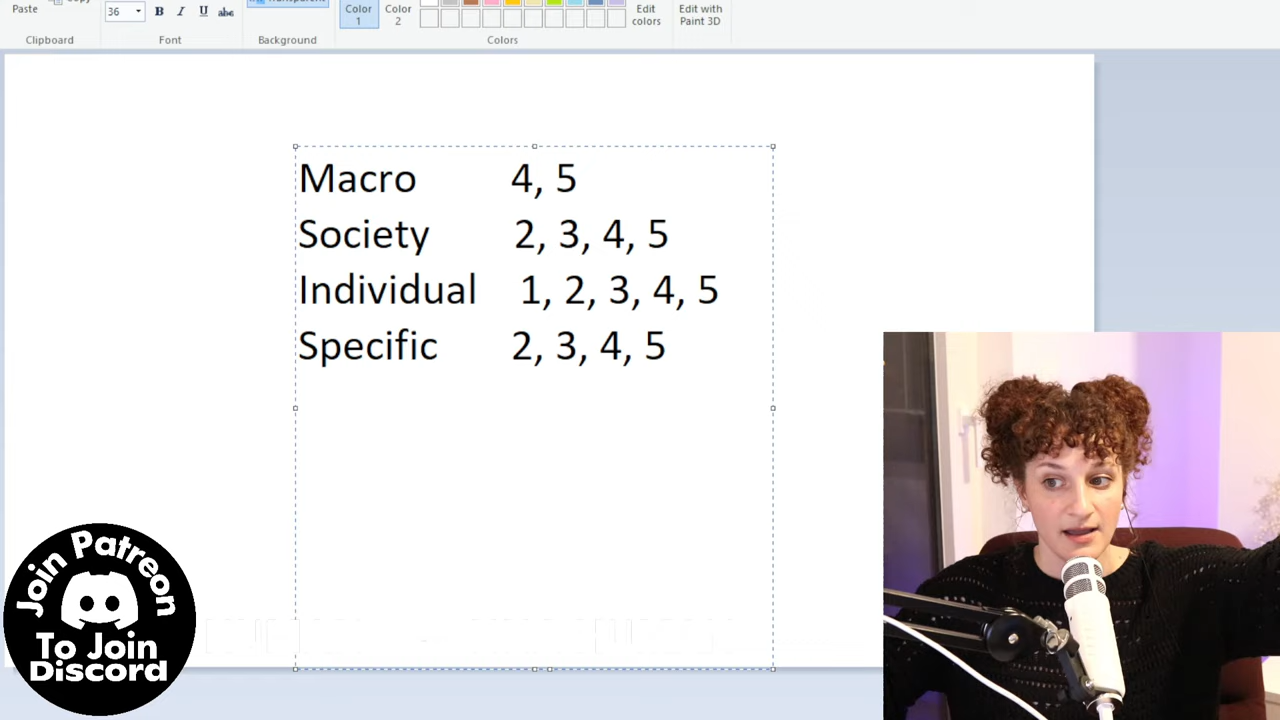 Paste
36
B I U abc
Color 1
Color 2
Edit colors
Edit with Paint 3D
Clipboard
Font
Background
Colors
Macro 4, 5
Society 2, 3, 4, 5
Individual 1, 2, 3, 4, 5
Specific 2, 3, 4, 5
Join Patreon
To Join
Discord